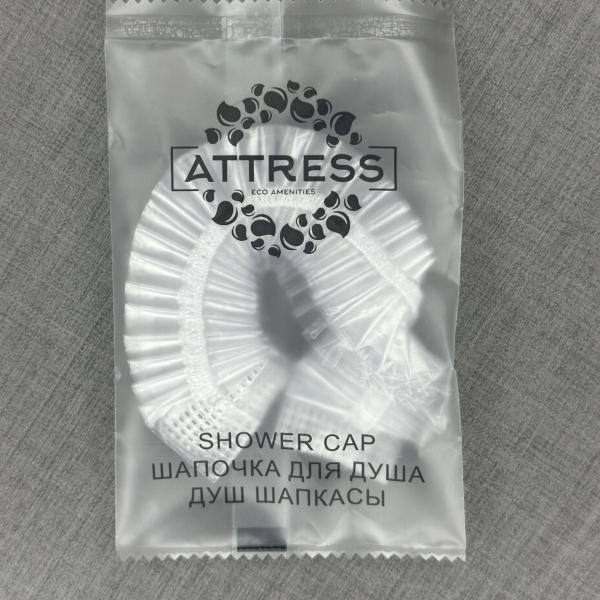 ATTRESS
ECO AMENITIES
SHOWER CAP
ШАПОЧКА ДЛЯ ДУША
ДУШ ШАПКАСЫ